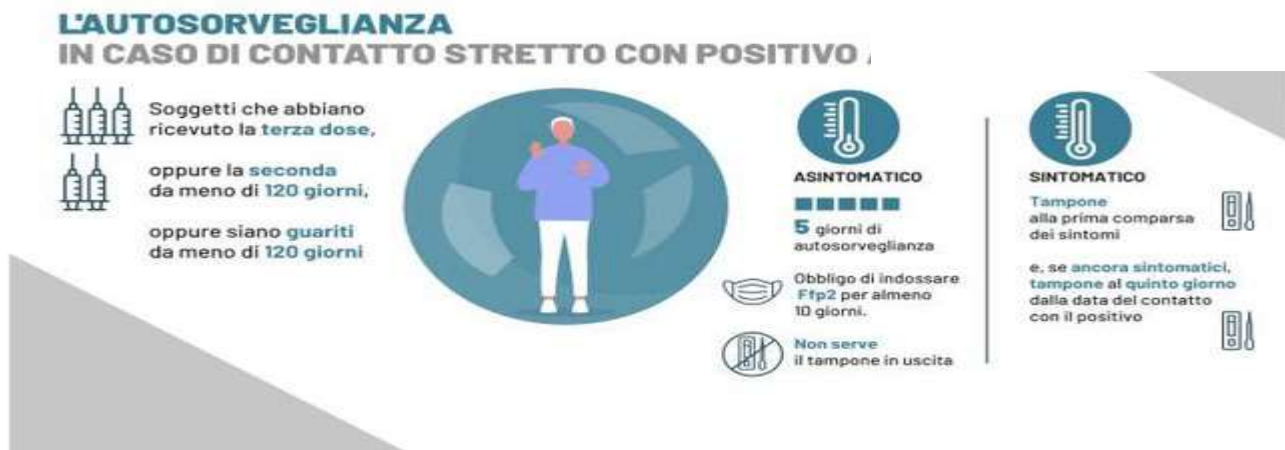 L'AUTOSORVEGLIANZA
IN CASO DI CONTATTO STRETTO CON POSITIVO
Soggetti che abbiano
ricevuto la terza dose,
oppure la seconda
da meno di 120 giorni,
oppure siano guariti
da meno di 120 giorni
ASINTOMATICO
5 giorni di
autosorveglianza
Obbligo di indossare
Ffp2 per almeno
10 giorni.
Non serve
il tampone in uscita
SINTOMATICO
Tampone
alla prima comparsa
dei sintomi
e, se ancora sintomatici,
tampone al quinto giorno
dalla data del contatto
con il positivo